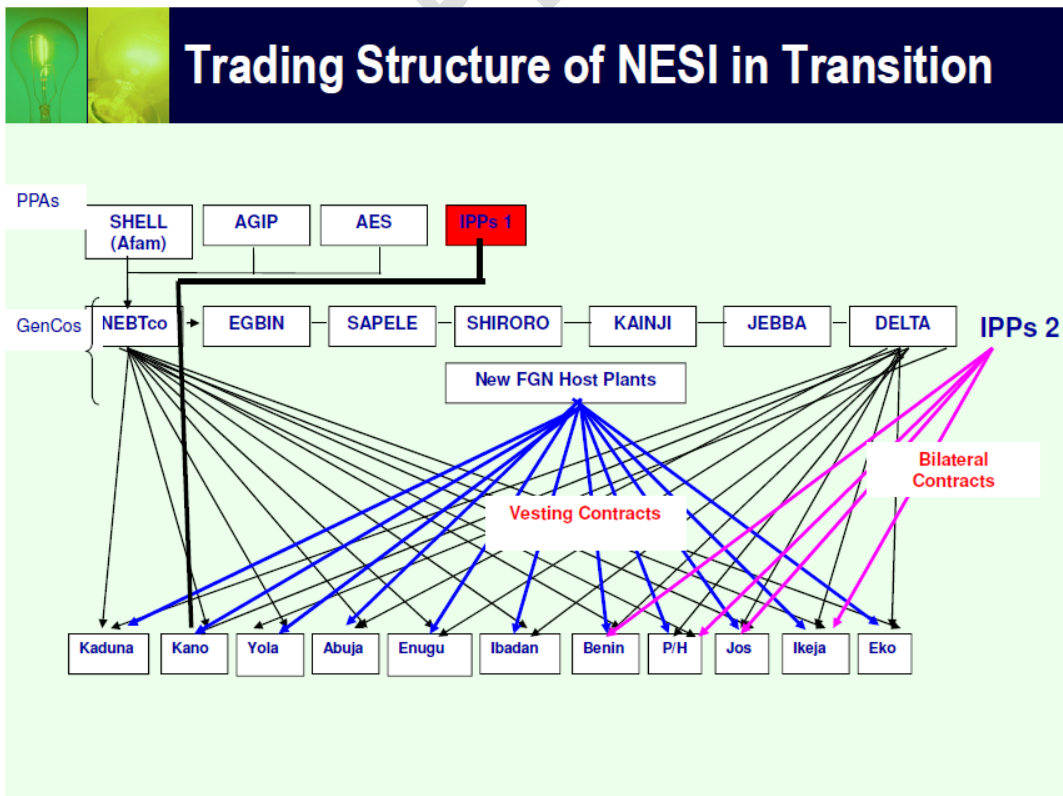 Trading Structure of NESI in Transition
PPAs
SHELL
(Afam)
AGIP
AES
IPPs 1
GenCos
NEBTco
EGBIN
SAPELE
SHIRORO
KAINJI
JEBBA
DELTA
IPPs 2
New FGN Host Plants
Bilateral
Contracts
Vesting Contracts
Kaduna
Kano
Yola
Abuja
Enugu
Ibadan
Benin
P/H
Jos
Ikeja
Eko